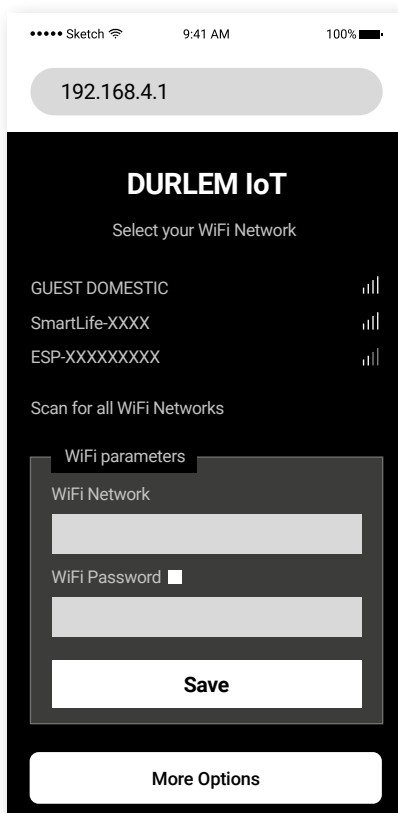 Sketch 9:41 AM 100%
192.168.4.1
DURLEM IoT
Select your WiFi Network
GUEST DOMESTIC
SmartLife-XXXX
ESP-XXXXXXXXX
Scan for all WiFi Networks
WiFi parameters
WiFi Network
WiFi Password
Save
More Options